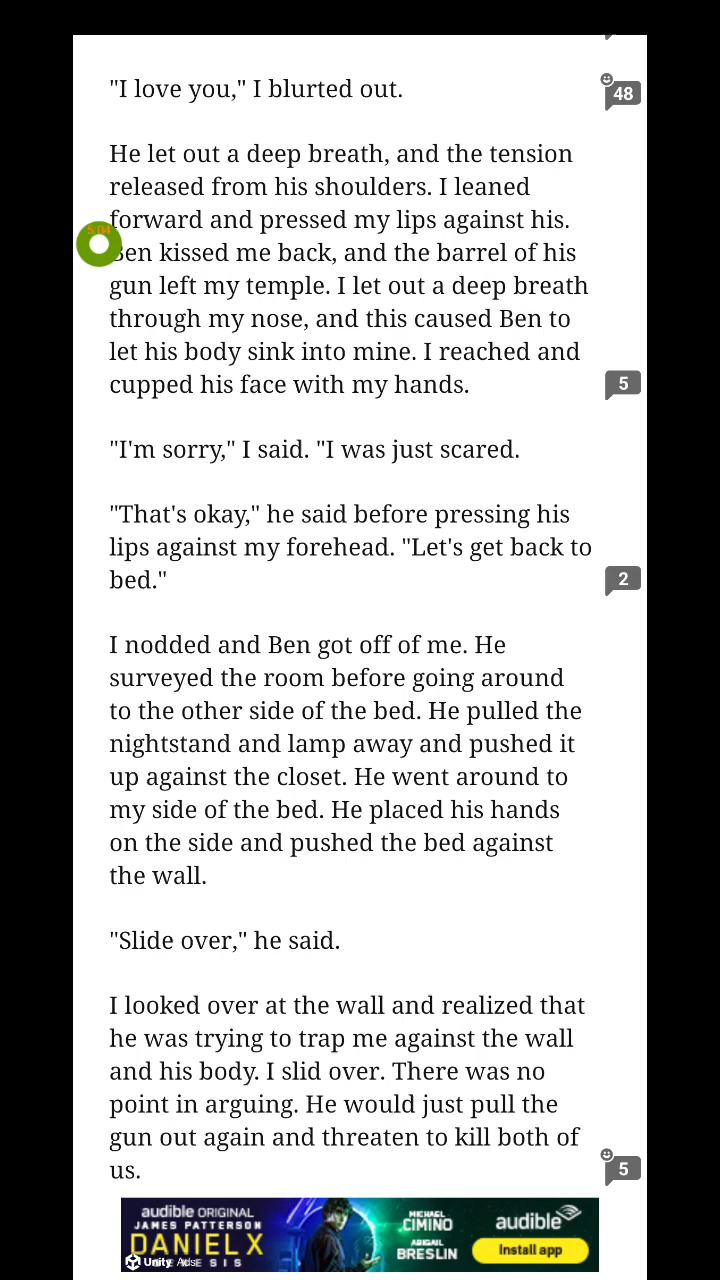 "I love you," I blurted out.
48
He let out a deep breath, and the tension
released from his shoulders. I leaned
forward and pressed my lips against his.
Ben kissed me back, and the barrel of his
gun left my temple. I let out a deep breath
through my nose, and this caused Ben to
let his body sink into mine. I reached and
cupped his face with my hands.
5
"I'm sorry," I said. "I was just scared.
"That's okay," he said before pressing his
lips against my forehead. "Let's get back to
bed."
2
I nodded and Ben got off of me. He
surveyed the room before going around
to the other side of the bed. He pulled the
nightstand and lamp away and pushed it
up against the closet. He went around to
my side of the bed. He placed his hands
on the side and pushed the bed against
the wall.
"Slide over," he said.
I looked over at the wall and realized that
he was trying to trap me against the wall
and his body. I slid over. There was no
point in arguing. He would just pull the
gun out again and threaten to kill both of
us.
5
audible ORIGINAL
JAMES PATTERSON
DANIEL X
Unity Ads
MICHAEL
CIMINO
ABIGAIL
BRESLIN
audible
Install app